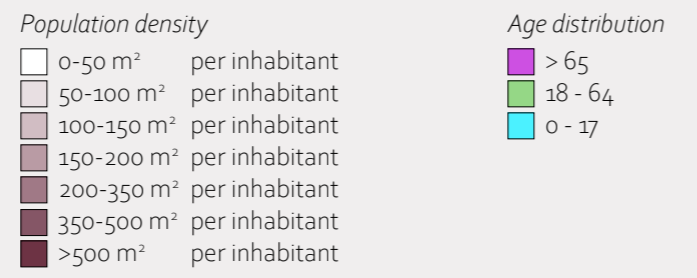 Population density
0-50 m² per inhabitant
50-100 m² per inhabitant
100-150 m² per inhabitant
150-200 m² per inhabitant
200-350 m² per inhabitant
350-500 m² per inhabitant
>500 m² per inhabitant
Age distribution
> 65
18 - 64
0 - 17